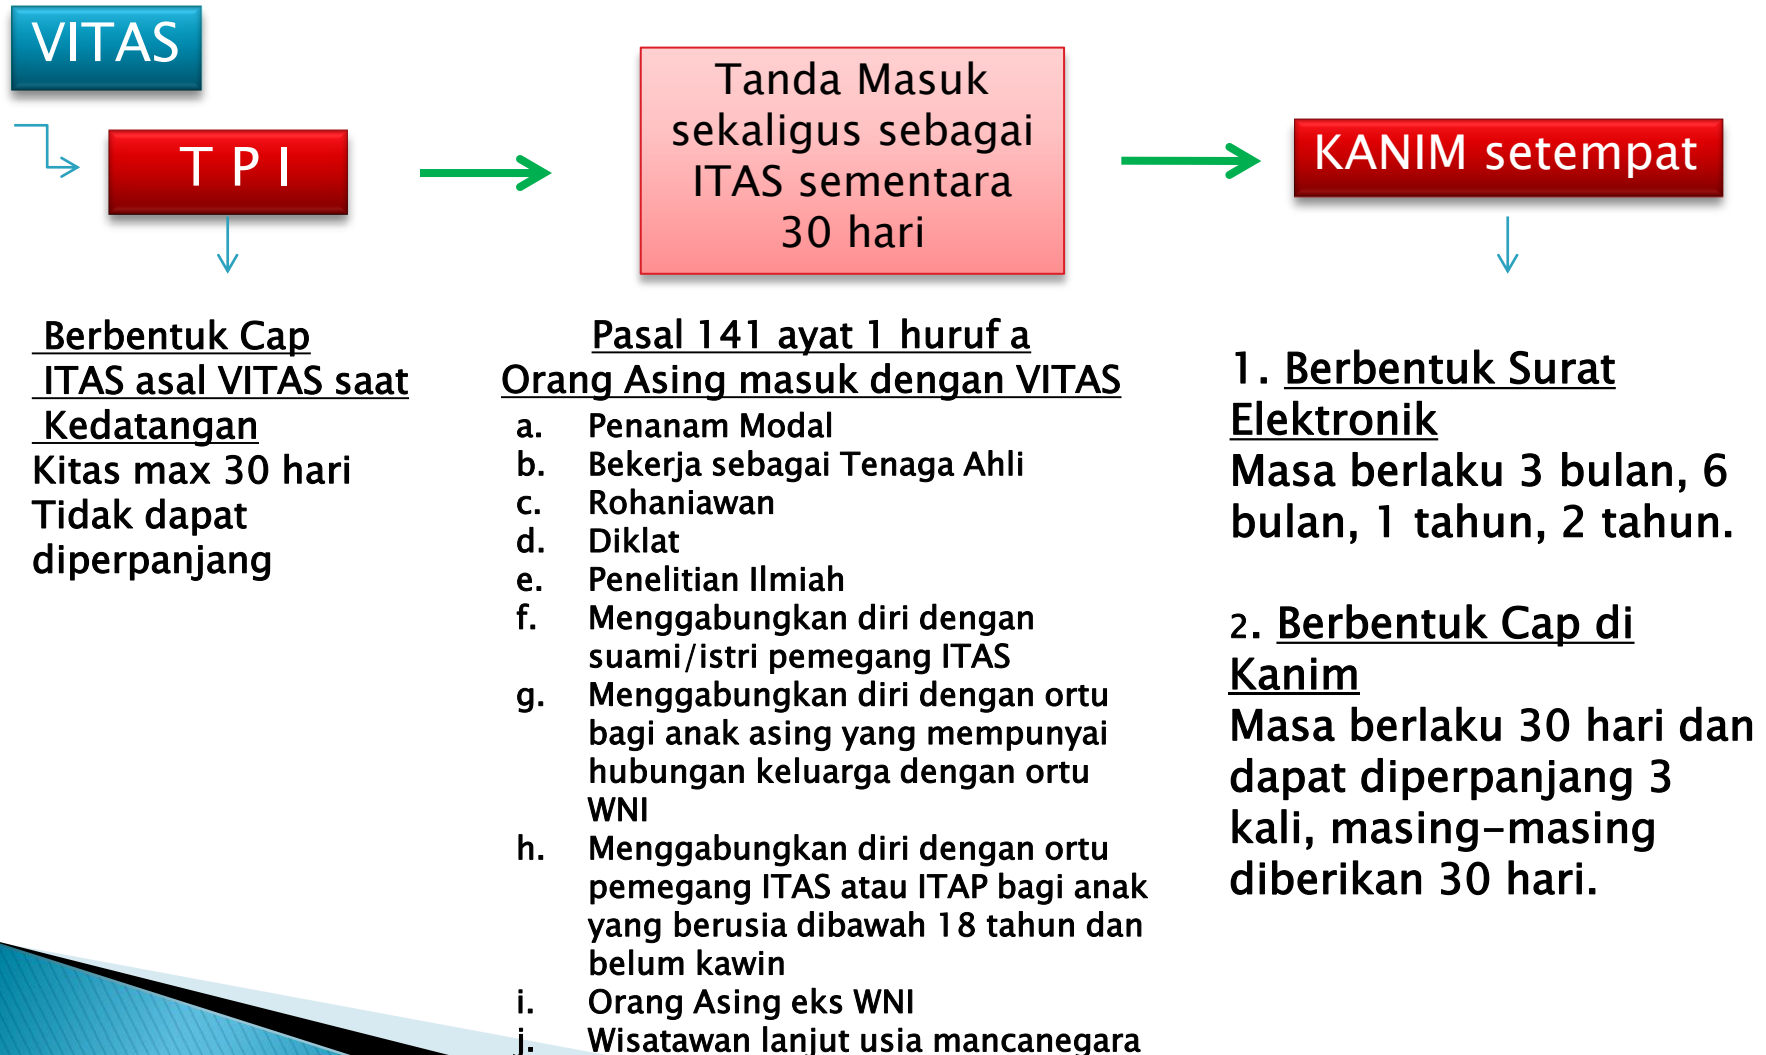 VITAS
T P I
Tanda Masuk
sekaligus sebagai
ITAS sementara
30 hari
KANIM setempat
Berbentuk Cap
ITAS asal VITAS saat
Kedatangan
Kitas max 30 hari
Tidak dapat
diperpanjang
Pasal 141 ayat 1 huruf a
Orang Asing masuk dengan VITAS
a. Penanam Modal
b. Bekerja sebagai Tenaga Ahli
c. Rohaniawan
d. Diklat
e. Penelitian Ilmiah
f. Menggabungkan diri dengan
suami/istri pemegang ITAS
g. Menggabungkan diri dengan ortu
bagi anak asing yang mempunyai
hubungan keluarga dengan ortu
WNI
h. Menggabungkan diri dengan ortu
pemegang ITAS atau ITAP bagi anak
yang berusia dibawah 18 tahun dan
belum kawin
i. Orang Asing eks WNI
j. Wisatawan lanjut usia mancanegara
1. Berbentuk Surat
Elektronik
Masa berlaku 3 bulan, 6
bulan, 1 tahun, 2 tahun.
2. Berbentuk Cap di
Kanim
Masa berlaku 30 hari dan
dapat diperpanjang 3
kali, masing-masing
diberikan 30 hari.